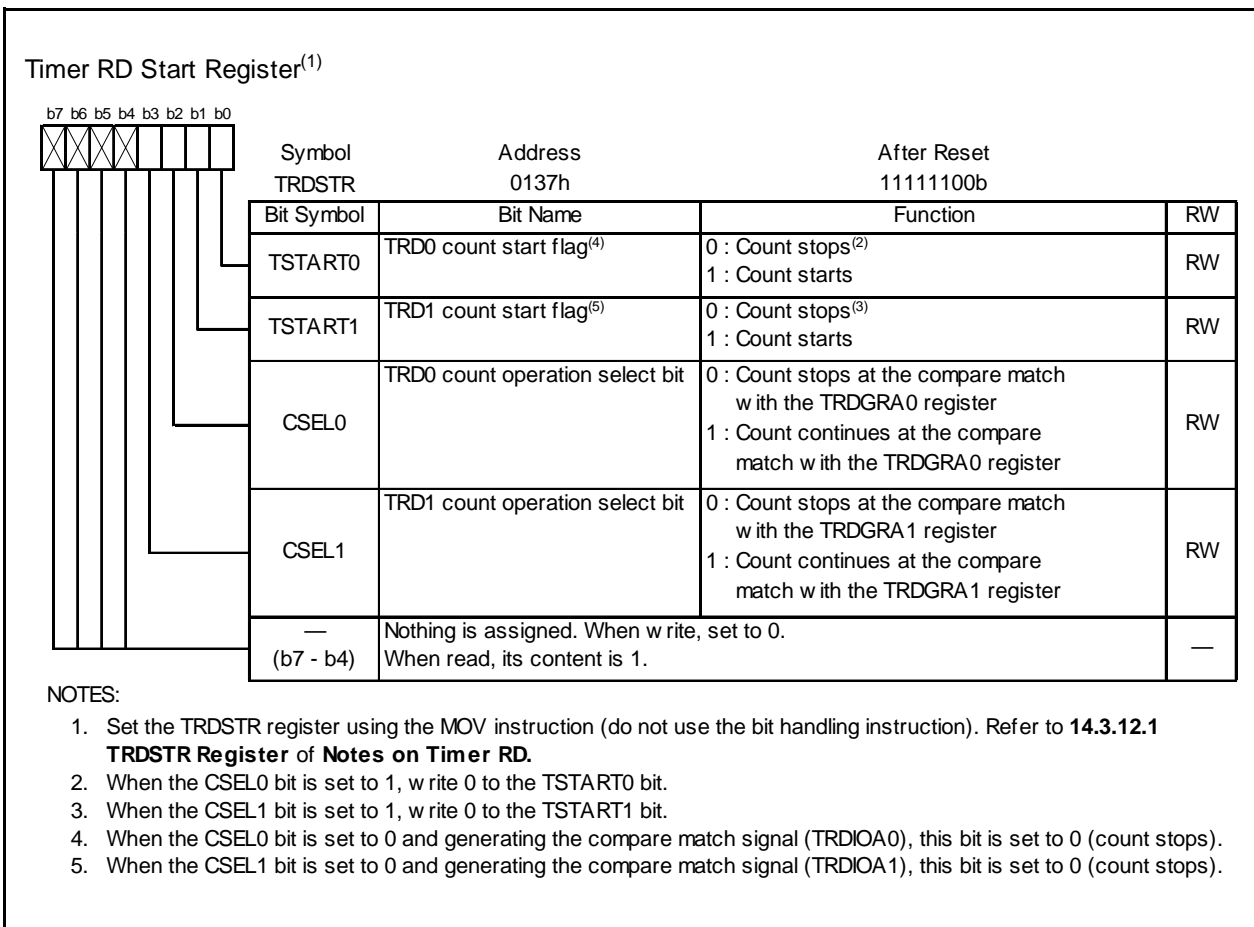 Timer RD Start Register(1)
b7 b6 b5 b4 b3 b2 b1 b0
Symbol Address After Reset
TRDSTR 0137h 11111100b
Bit Symbol Bit Name Function RW
TSTART0 TRD0 count start flag(4) 0 : Count stops(2) RW
1 : Count starts
TSTART1 TRD1 count start flag(5) 0 : Count stops(3) RW
1 : Count starts
CSEL0 TRD0 count operation select bit 0 : Count stops at the compare match RW
with the TRDGRA0 register
1 : Count continues at the compare
match with the TRDGRA0 register
CSEL1 TRD1 count operation select bit 0 : Count stops at the compare match RW
with the TRDGRA1 register
1 : Count continues at the compare
match with the TRDGRA1 register
— Nothing is assigned. When write, set to 0. —
(b7 - b4) When read, its content is 1.
NOTES:
1. Set the TRDSTR register using the MOV instruction (do not use the bit handling instruction). Refer to 14.3.12.1
TRDSTR Register of Notes on Timer RD.
2. When the CSEL0 bit is set to 1, write 0 to the TSTART0 bit.
3. When the CSEL1 bit is set to 1, write 0 to the TSTART1 bit.
4. When the CSEL0 bit is set to 0 and generating the compare match signal (TRDIOA0), this bit is set to 0 (count stops).
5. When the CSEL1 bit is set to 0 and generating the compare match signal (TRDIOA1), this bit is set to 0 (count stops).